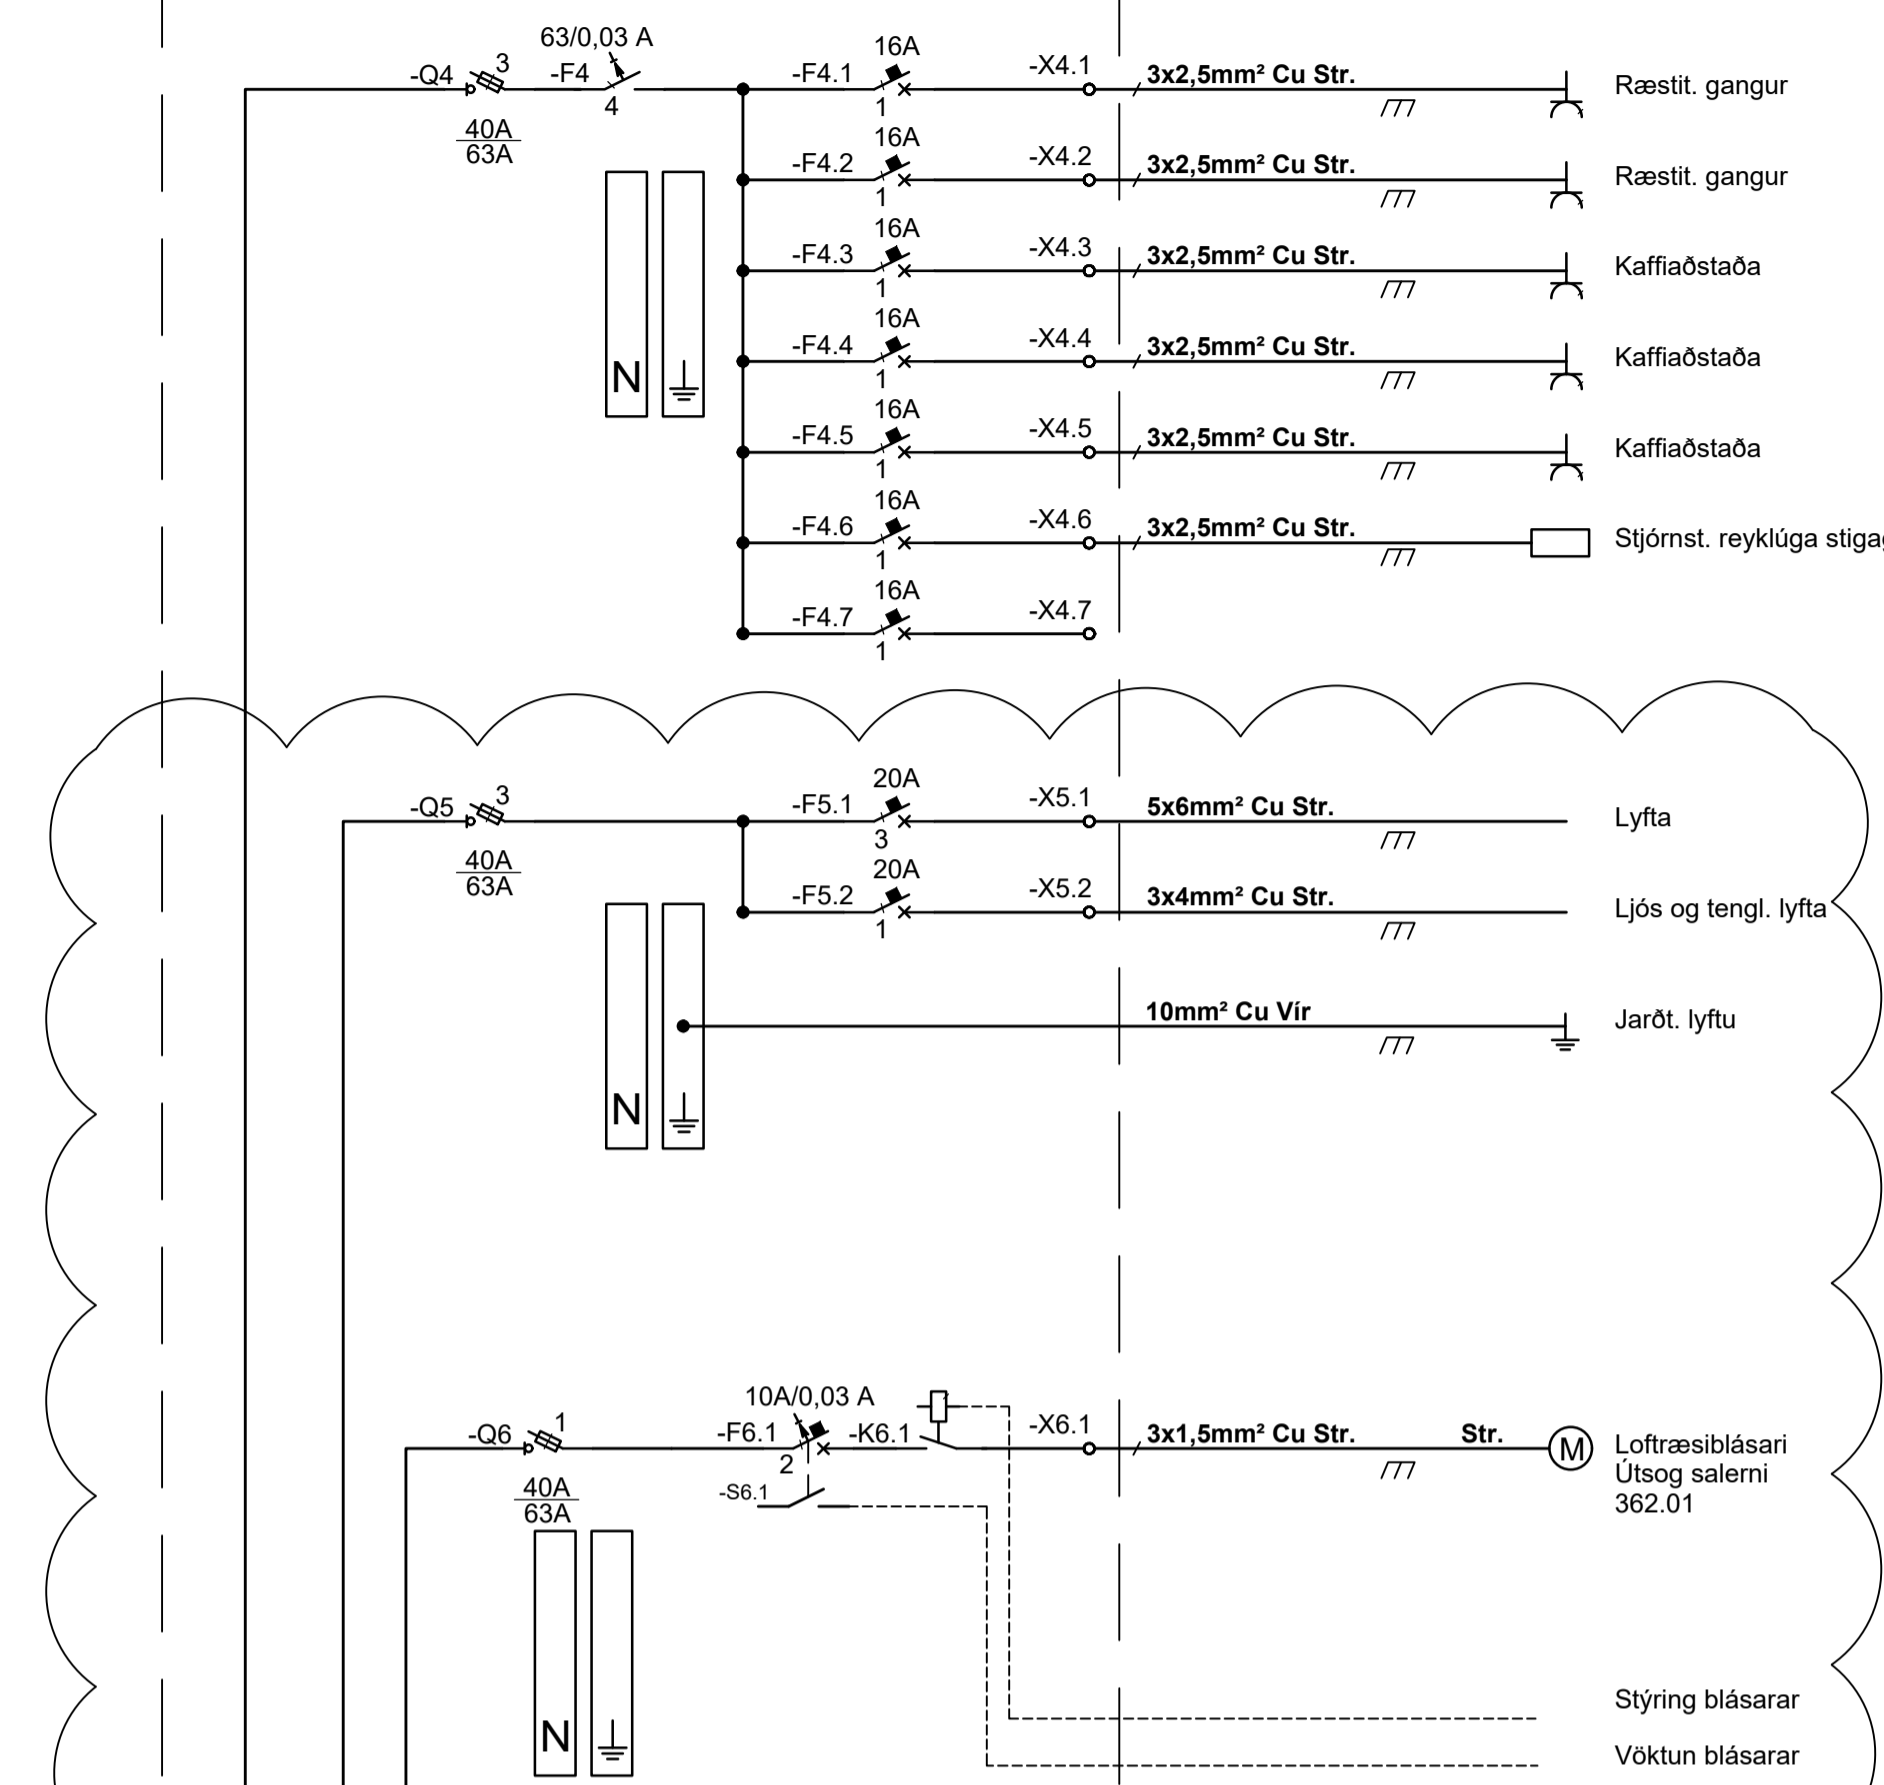 63/0,03 A
-Q4 3 -F4 4
40A
63A
N
16A
-F4.1 1 -X4.1 3x2,5mm² Cu Str. Ræstit. gangur
16A
-F4.2 1 -X4.2 3x2,5mm² Cu Str. Ræstit. gangur
16A
-F4.3 1 -X4.3 3x2,5mm² Cu Str. Kaffiaðstaða
16A
-F4.4 1 -X4.4 3x2,5mm² Cu Str. Kaffiaðstaða
16A
-F4.5 1 -X4.5 3x2,5mm² Cu Str. Kaffiaðstaða
16A
-F4.6 1 -X4.6 3x2,5mm² Cu Str. Stjórnst. reyklúga
16A
-F4.7 1 -X4.7
-Q5 3
40A
63A
N
20A
-F5.1 3 -X5.1 5x6mm² Cu Str. Lyfta
20A
-F5.2 1 -X5.2 3x4mm² Cu Str. Ljós og tengl. lyfta
10mm² Cu Vír Jarðt. lyftu
10A/0,03 A
-Q6 1 -F6.1 2 -K6.1 -X6.1 3x1,5mm² Cu Str. Str. M Loftræsiblásari
Útsog salerni
362.01
40A
63A
-S6.1
N
Stýring blásarar
Vöktun blásarar